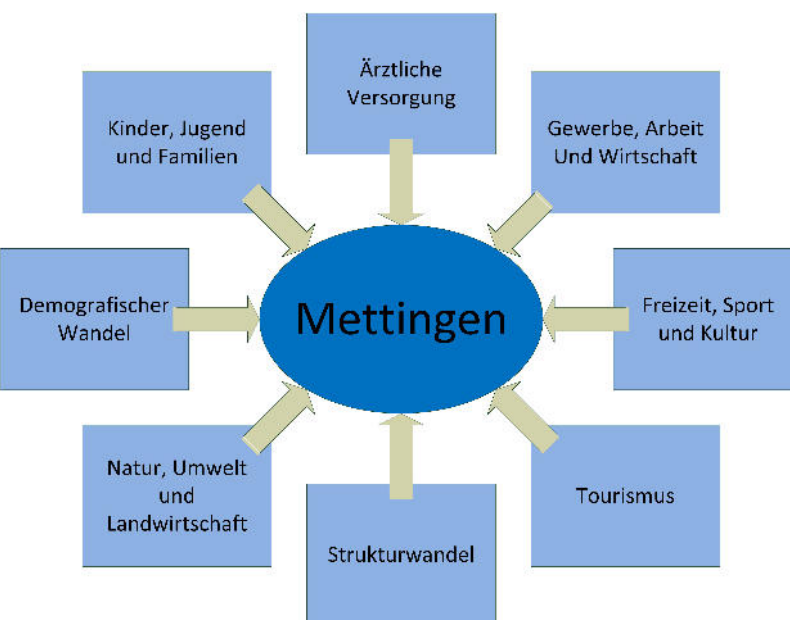 Ärztliche
Versorgung
Kinder, Jugend
und Familien
Gewerbe, Arbeit
Und Wirtschaft
Demografischer
Wandel
Mettingen
Freizeit, Sport
und Kultur
Natur, Umwelt
und
Landwirtschaft
Tourismus
Strukturwandel